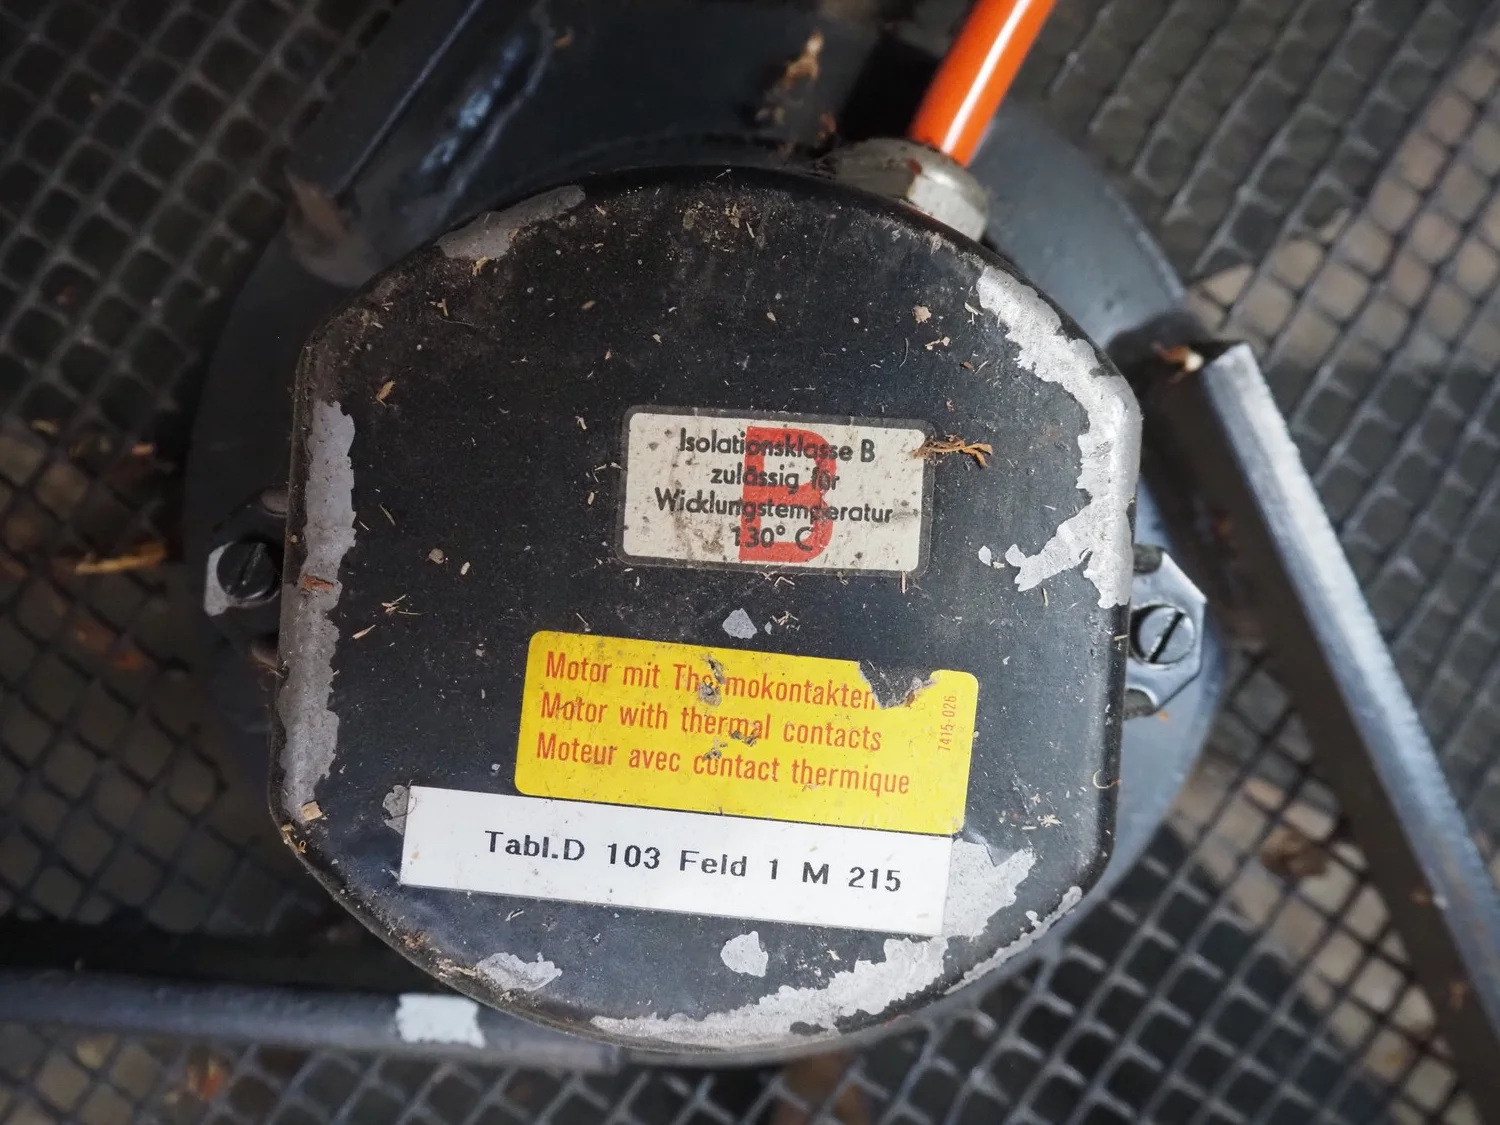 Isolationsklasse B
zulässig für
Wicklungstemperatur
130° C
B
Motor mit Thermokontakten
Motor with thermal contacts
Moteur avec contact thermique
7415-026
Tabl.D 103 Feld 1 M 215